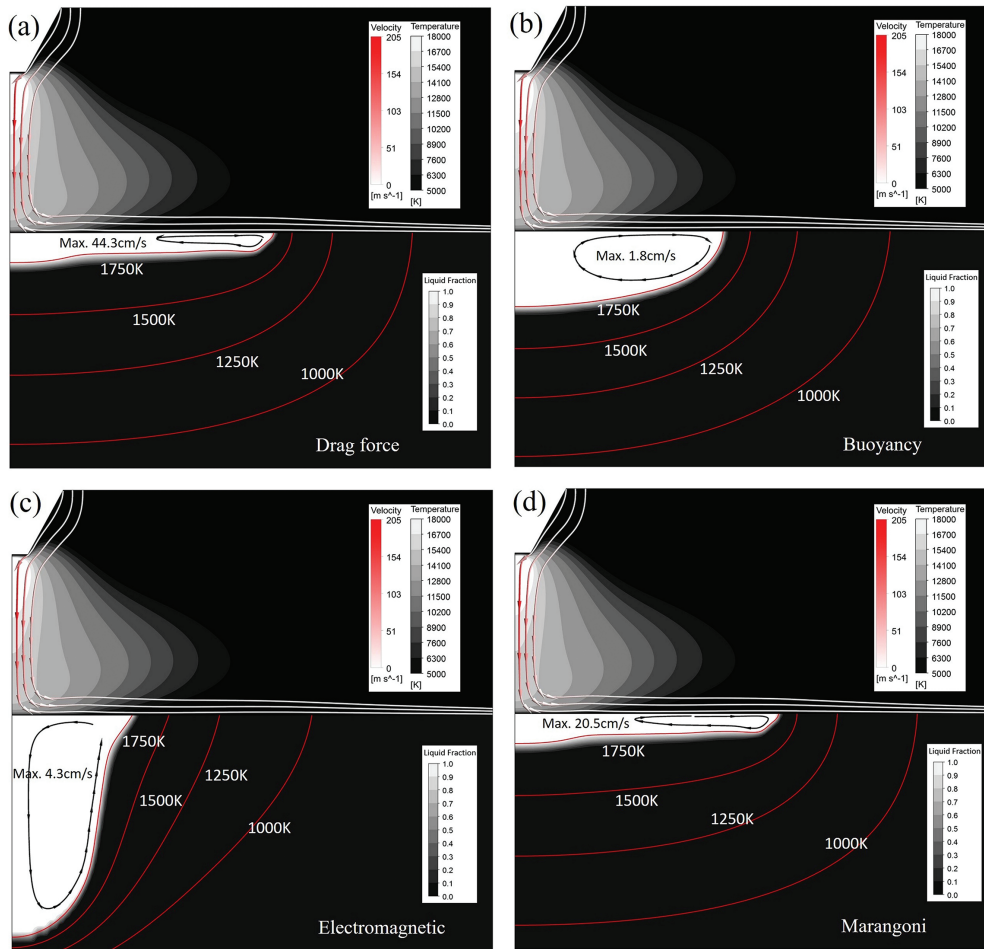 (a)
Velocity
205
154
103
51
0
[m s^-1]
Temperature
18000
16700
15400
14100
12800
11500
10200
8900
7600
6300
5000
[K]
Max. 44.3cm/s
1750K
1500K
1250K
1000K
Liquid Fraction
1.0
0.9
0.8
0.7
0.6
0.5
0.4
0.3
0.2
0.1
0.0
Drag force
(b)
Velocity
205
154
103
51
0
[m s^-1]
Temperature
18000
16700
15400
14100
12800
11500
10200
8900
7600
6300
5000
[K]
Max. 1.8cm/s
1750K
1500K
1250K
1000K
Liquid Fraction
1.0
0.9
0.8
0.7
0.6
0.5
0.4
0.3
0.2
0.1
0.0
Buoyancy
(c)
Velocity
205
154
103
51
0
[m s^-1]
Temperature
18000
16700
15400
14100
12800
11500
10200
8900
7600
6300
5000
[K]
Max. 4.3cm/s
1750K
1500K
1250K
1000K
Liquid Fraction
1.0
0.9
0.8
0.7
0.6
0.5
0.4
0.3
0.2
0.1
0.0
Electromagnetic
(d)
Velocity
205
154
103
51
0
[m s^-1]
Temperature
18000
16700
15400
14100
12800
11500
10200
8900
7600
6300
5000
[K]
Max. 20.5cm/s
1750K
1500K
1250K
1000K
Liquid Fraction
1.0
0.9
0.8
0.7
0.6
0.5
0.4
0.3
0.2
0.1
0.0
Marangoni